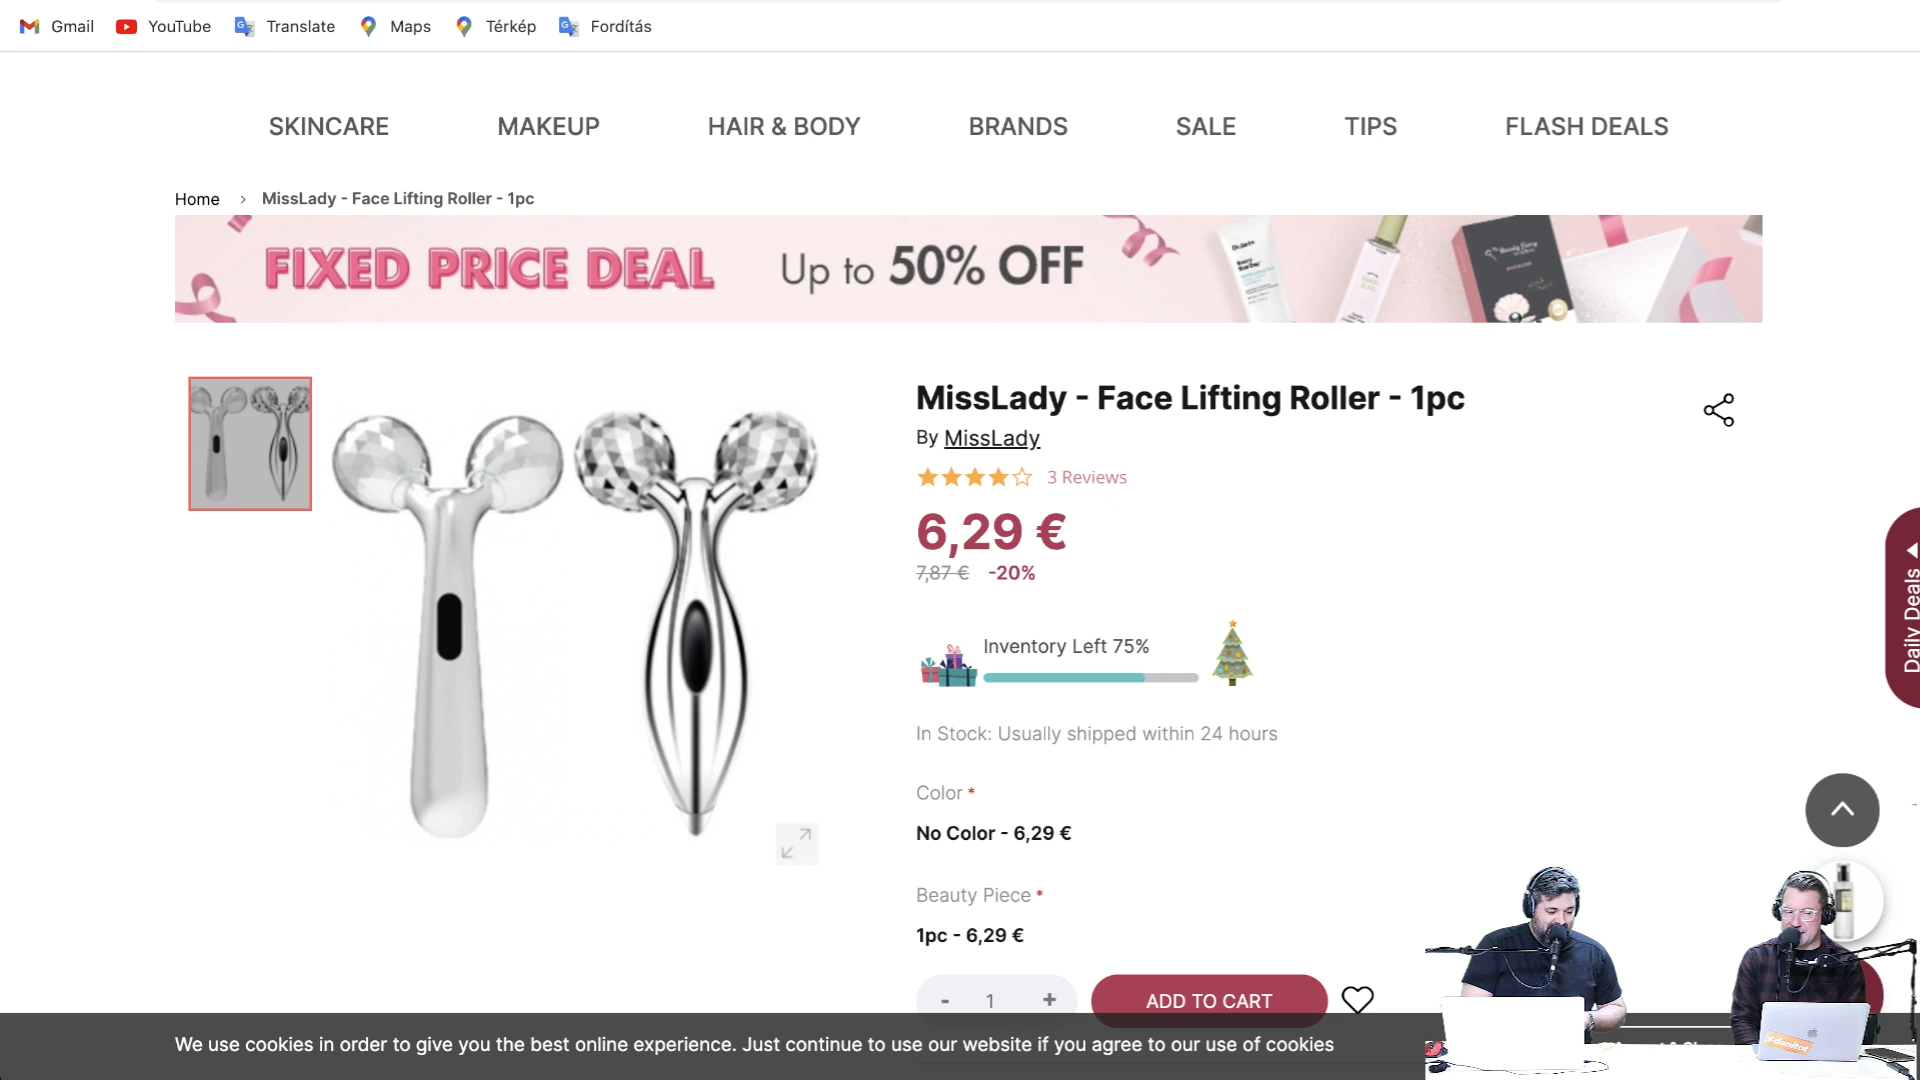 Gmail YouTube Translate Maps Térkép Fordítás
SKINCARE MAKEUP HAIR & BODY BRANDS SALE TIPS FLASH DEALS
Home > MissLady - Face Lifting Roller - 1pc
FIXED PRICE DEAL Up to 50% OFF
MissLady - Face Lifting Roller - 1pc
By MissLady
3 Reviews
6,29 €
7,87 € -20%
Inventory Left 75%
Daily Deals
In Stock: Usually shipped within 24 hours
Color *
No Color - 6,29 €
Beauty Piece *
1pc - 6,29 €
- 1 + ADD TO CART
We use cookies in order to give you the best online experience. Just continue to use our website if you agree to our use of cookies